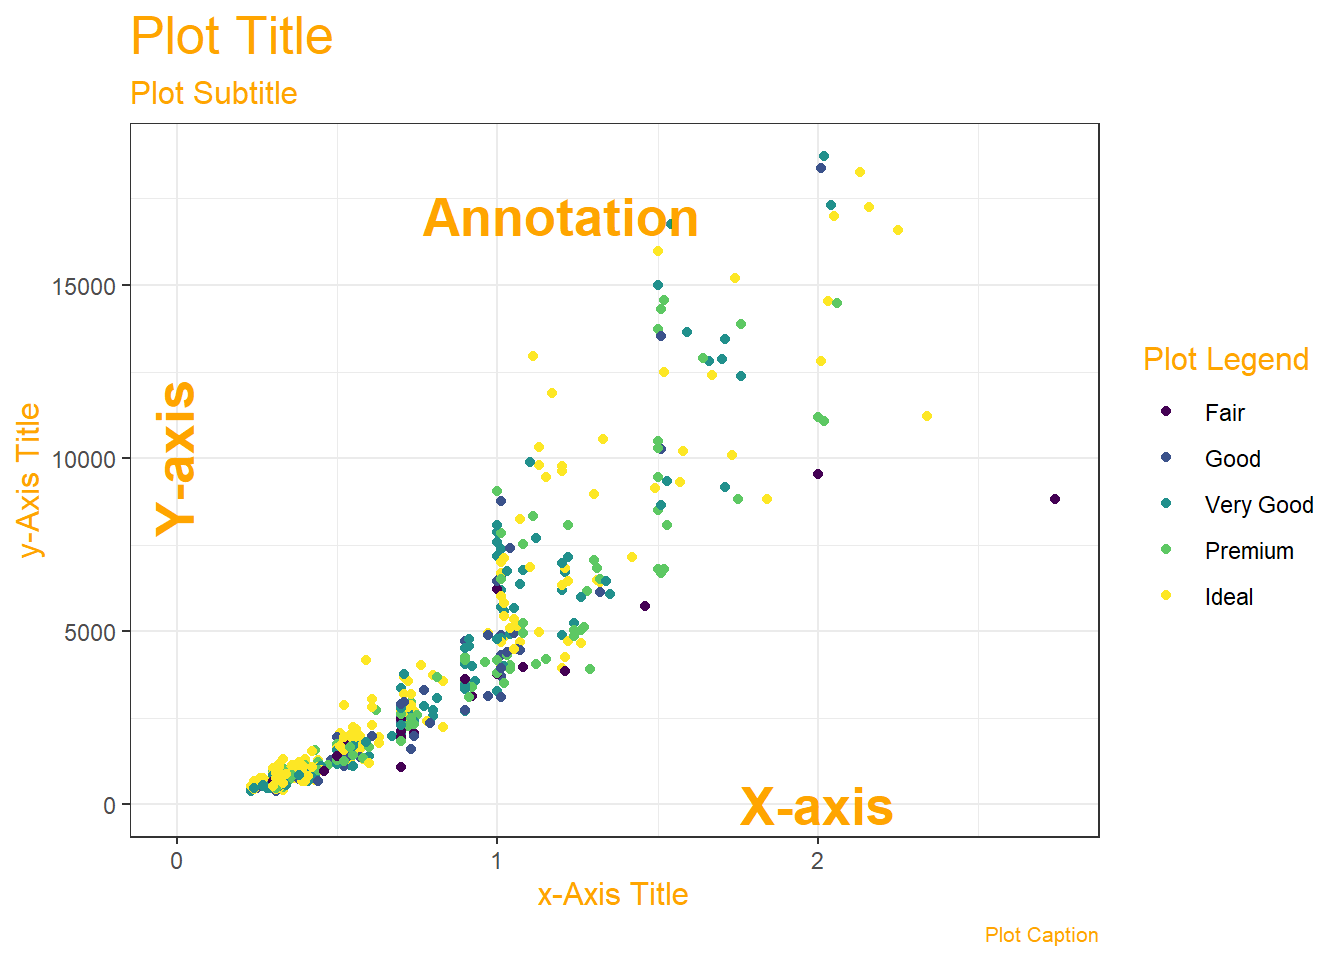 Plot Title
Plot Subtitle
Annotation
15000
10000
5000
0
y-Axis Title
Y-axis
X-axis
0 1 2
x-Axis Title
Plot Caption
Plot Legend
Fair
Good
Very Good
Premium
Ideal